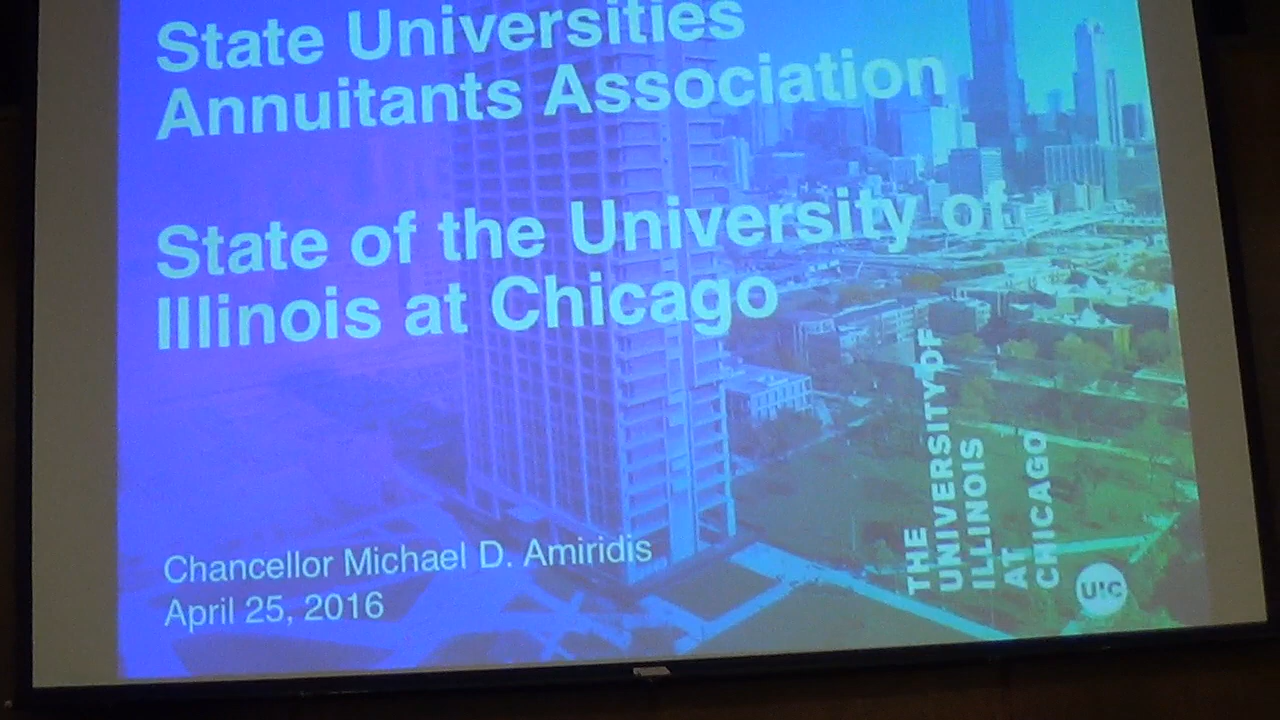 State Universities
Annuitants Association
State of the University of
Illinois at Chicago
Chancellor Michael D. Amiridis
April 25, 2016
THE
UNIVERSITY OF
ILLINOIS
AT
CHICAGO
UIC